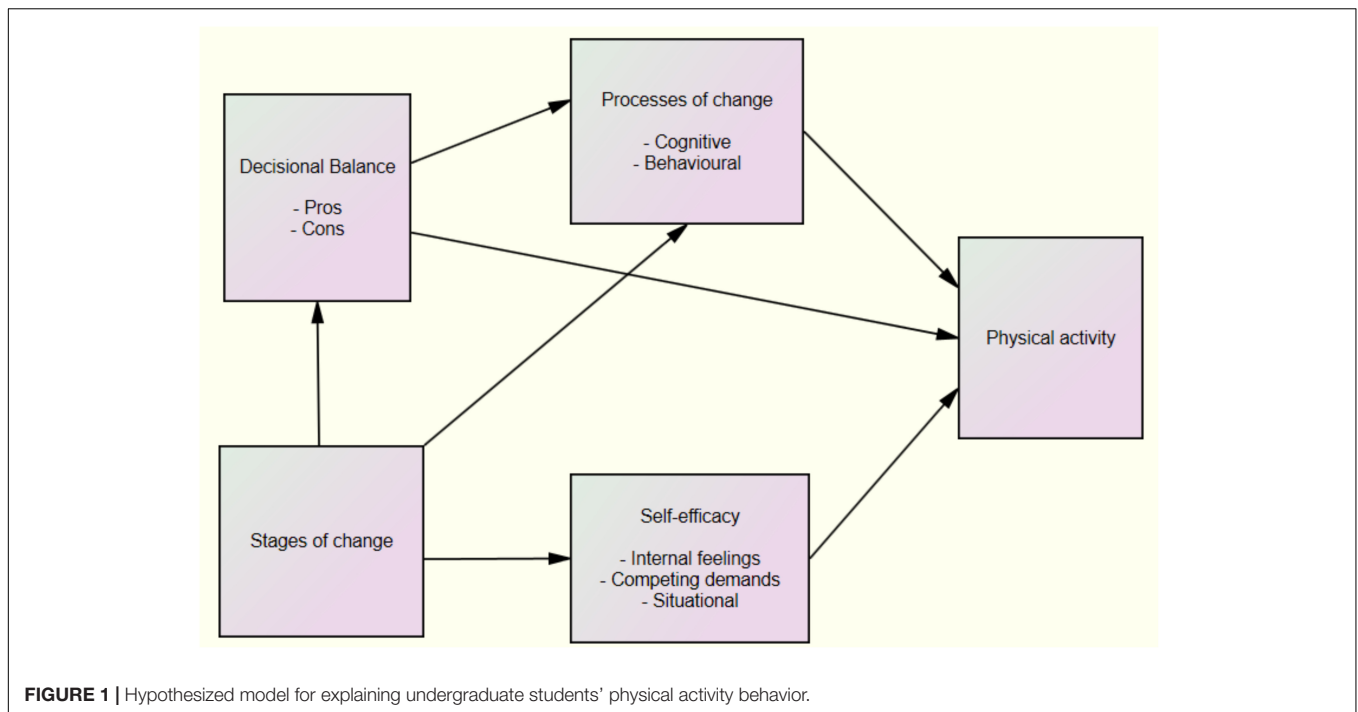 Processes of change
- Cognitive
- Behavioural
Decisional Balance
- Pros
- Cons
Physical activity
Stages of change
Self-efficacy
- Internal feelings
- Competing demands
- Situational
FIGURE 1 | Hypothesized model for explaining undergraduate students’ physical activity behavior.